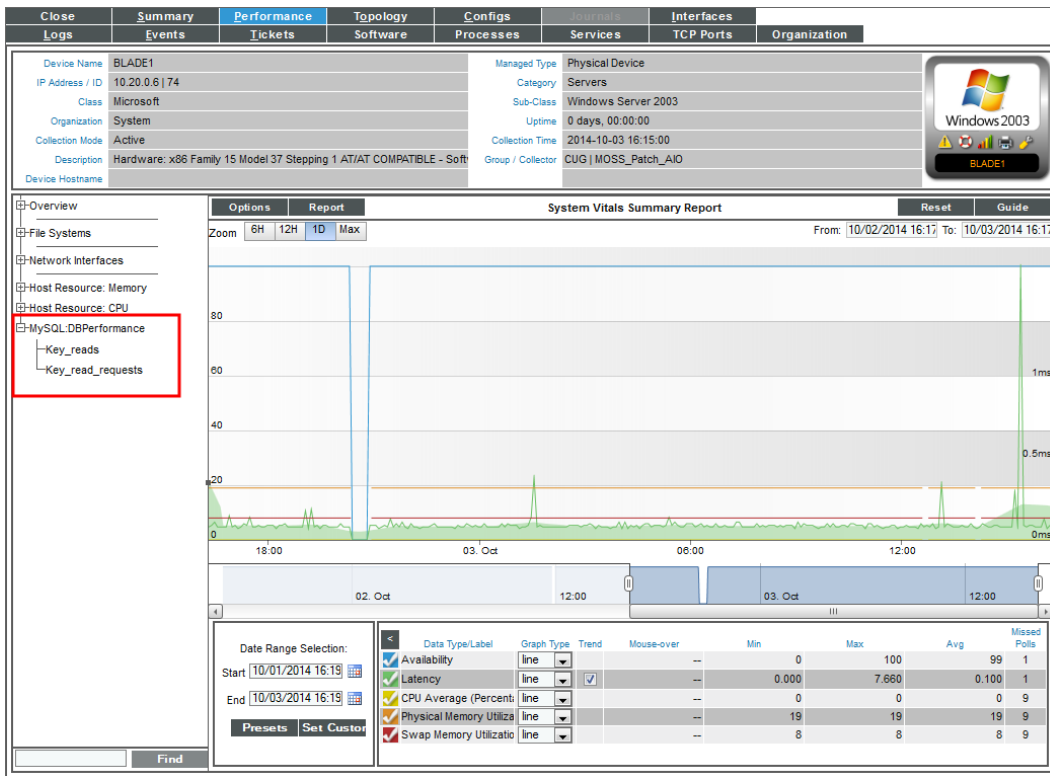 Close Summary Performance Topology Configs Journals Interfaces
Logs Events Tickets Software Processes Services TCP Ports Organization
Device Name BLADE1 Managed Type Physical Device
IP Address / ID 10.20.0.6 | 74 Category Servers
Class Microsoft Sub-Class Windows Server 2003
Organization System Uptime 0 days, 00:00:00
Collection Mode Active Collection Time 2014-10-03 16:15:00
Description Hardware: x86 Family 15 Model 37 Stepping 1 AT/AT COMPATIBLE - Soft Group / Collector CUG | MOSS_Patch_AIO
Device Hostname
Windows 2003
BLADE1
Overview
File Systems
Network Interfaces
Host Resource: Memory
Host Resource: CPU
MySQL:DBPerformance
Key_reads
Key_read_requests
Find
Options Report System Vitals Summary Report Reset Guide
Zoom 6H 12H 1D Max From: 10/02/2014 16:17 To: 10/03/2014 16:17
80
60 1ms
40
0.5ms
20
0 0ms
18:00 03. Oct 06:00 12:00
02. Oct 12:00 03. Oct 12:00
Date Range Selection:
Start 10/01/2014 16:19
End 10/03/2014 16:19
Presets Set Custor
< Data Type/Label Graph Type Trend Mouse-over Min Max Avg Missed Polls
Availability line -- 0 100 99 1
Latency line -- 0.000 7.660 0.100 1
CPU Average (Percenta line -- 0 0 0 9
Physical Memory Utiliza line -- 19 19 19 9
Swap Memory Utilizatio line -- 8 8 8 9